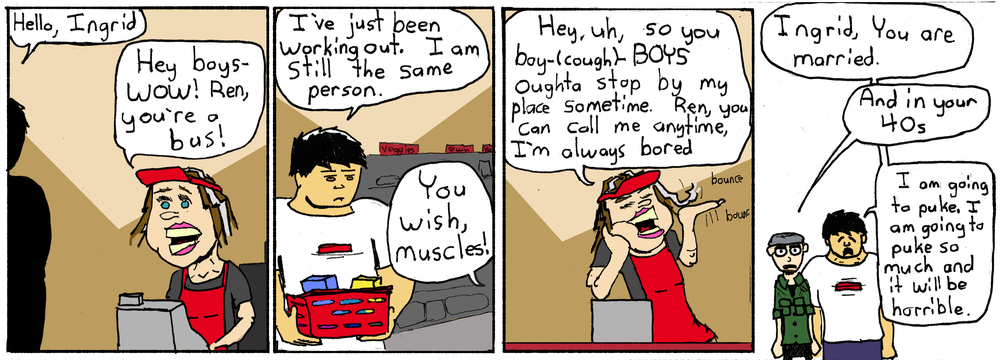 Hello, Ingrid
Hey boys-
WOW! Ren,
you're a
bus!
I've just been
working out. I am
Still the same
person.
Veggies
You
wish,
muscles!
Hey, uh, so you
boy-(cough)-BOYS
Oughta stop by my
place sometime. Ren, you
can call me anytime,
I'm always bored
bounce
Ingrid, You are
married.
And in your
40s
I am going
to puke. I
am going to
puke so
much and
it will be
horrible.